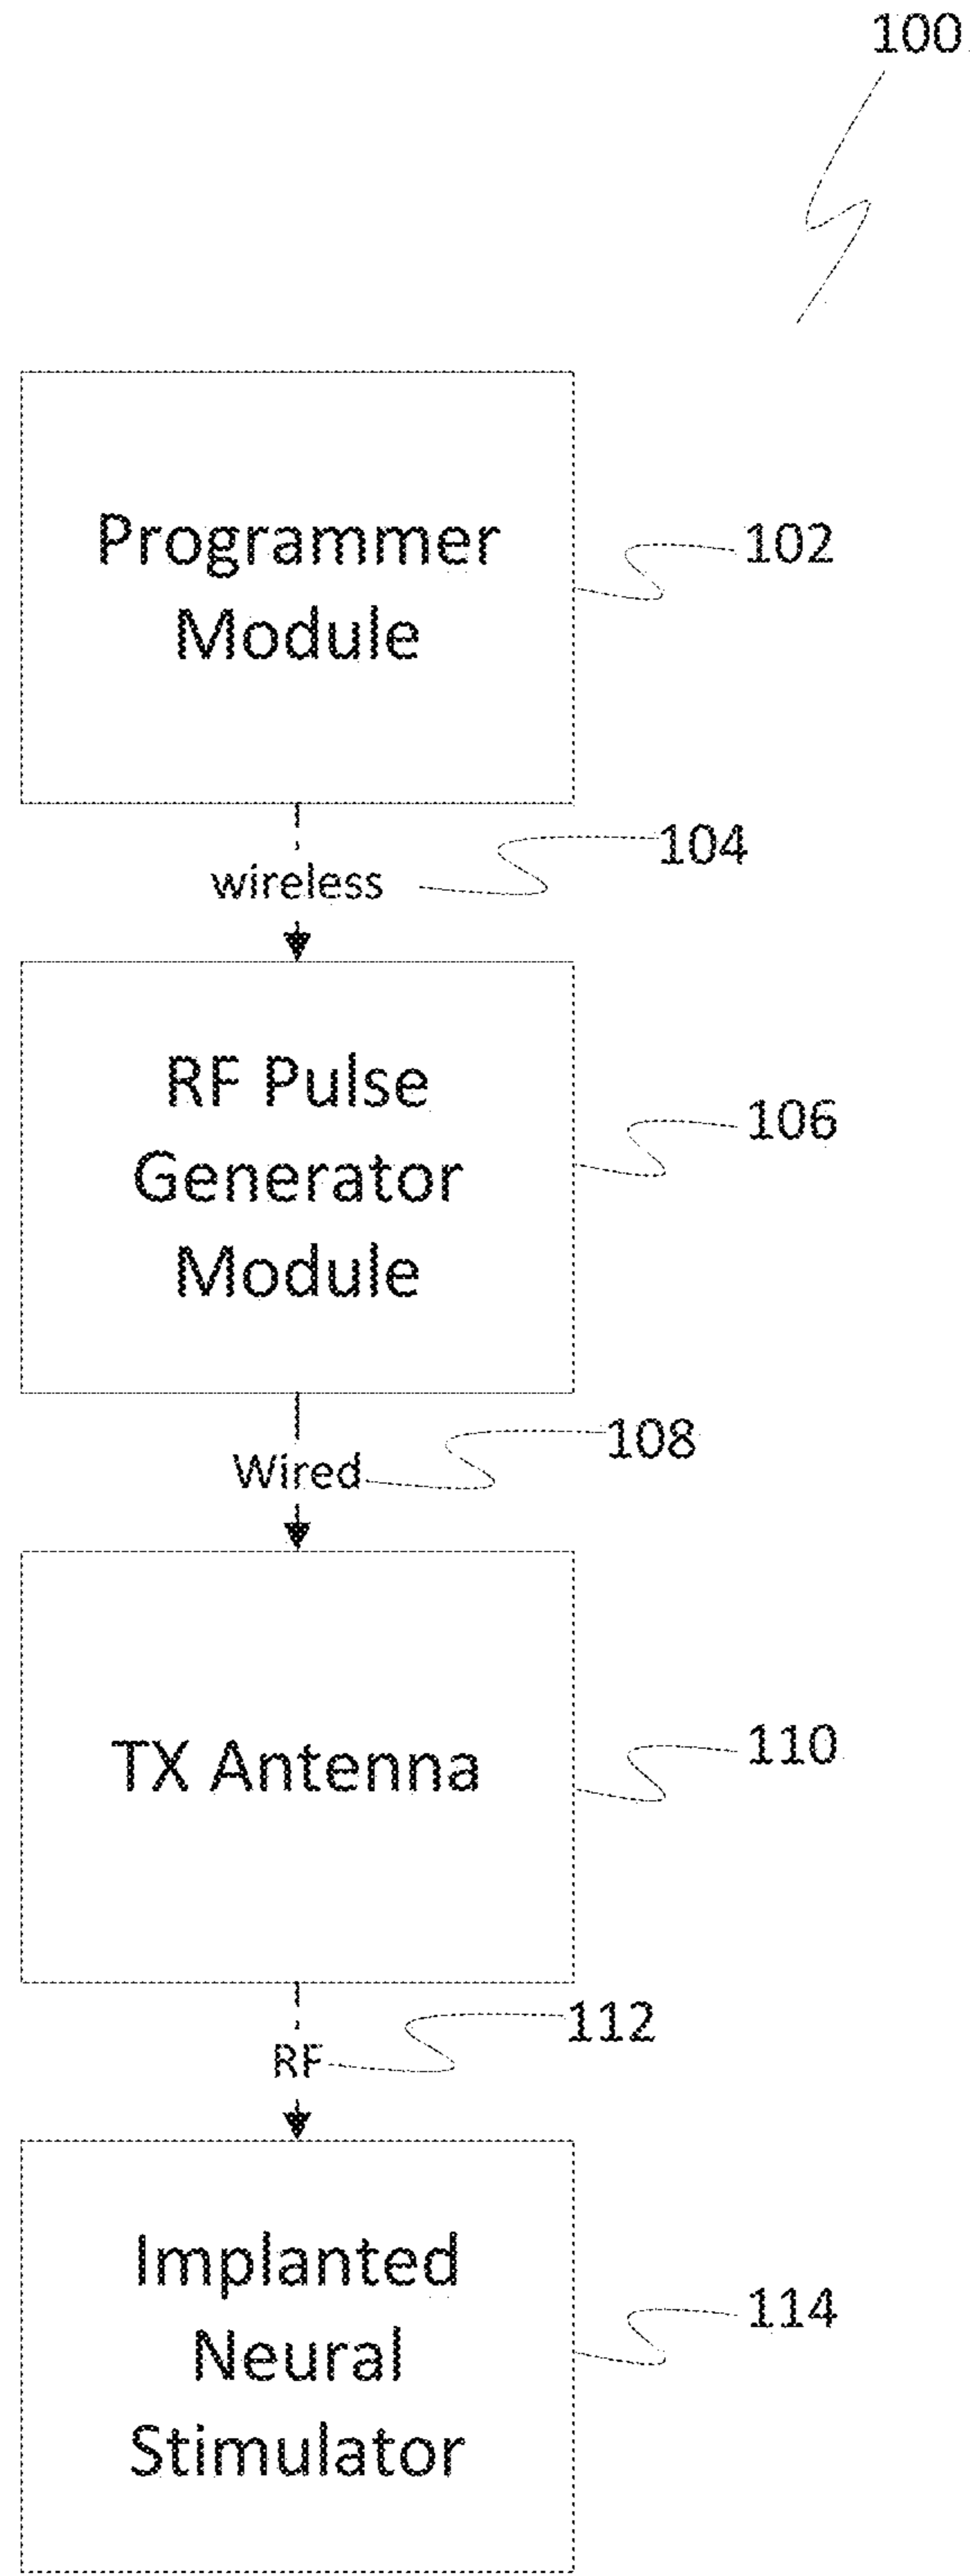 100
Programmer
Module
102
104
wireless
RF Pulse
Generator
Module
106
108
Wired
TX Antenna
110
112
RF
Implanted
Neural
Stimulator
114